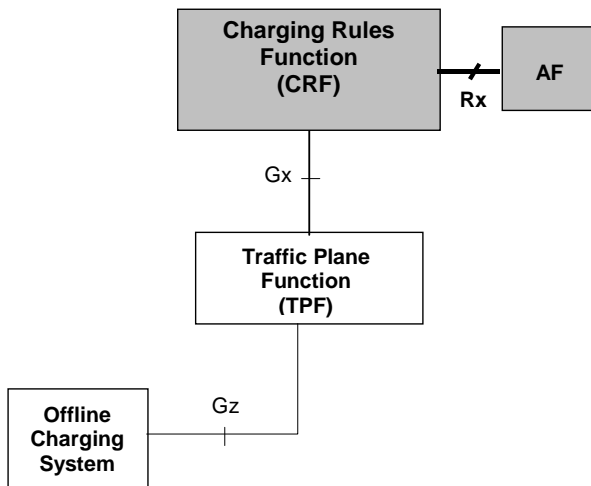 Charging Rules
Function
(CRF)
AF
Rx
Gx
Traffic Plane
Function
(TPF)
Gz
Offline
Charging
System